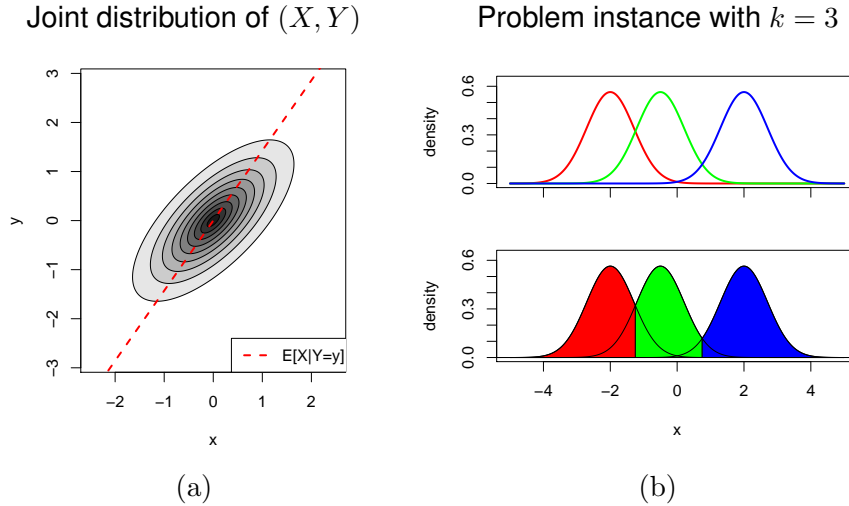 Joint distribution of (X, Y)
3
2
1
0
−1
−2
−3
y
E[X|Y=y]
−2
−1
0
1
2
x
(a)
Problem instance with k = 3
0.6
0.3
0.0
density
0.6
0.3
0.0
density
−4
−2
0
2
4
x
(b)